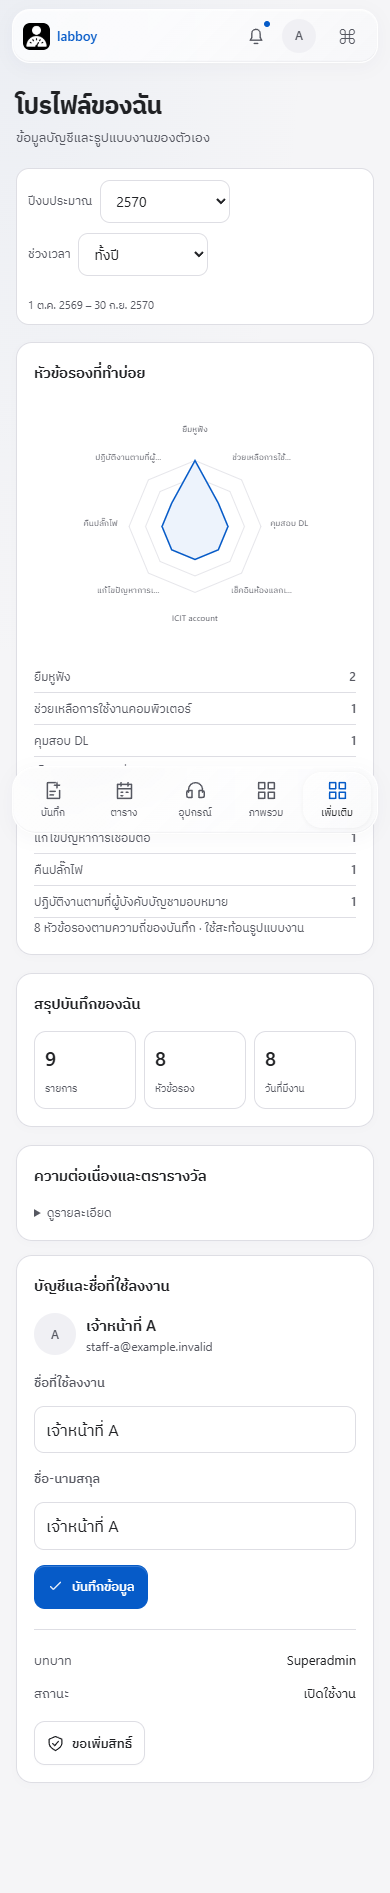 labboy
A
โปรไฟล์ของฉัน
ข้อมูลบัญชีและรูปแบบงานของตัวเอง
ปีงบประมาณ 2570
ช่วงเวลา ทั้งปี
1 ต.ค. 2569 – 30 ก.ย. 2570
หัวข้อรองที่ทำบ่อย
ยืมหูฟัง
ปฏิบัติงานตามที่ผู้… ช่วยเหลือการใช้…
คืนปลั๊กไฟ คุมสอบ DL
แก้ไขปัญหาการเ… เช็คอินห้องแลกเ…
ICIT account
ยืมหูฟัง 2
ช่วยเหลือการใช้งานคอมพิวเตอร์ 1
คุมสอบ DL 1
บันทึก ตาราง อุปกรณ์ ภาพรวม เพิ่มเติม
แก้ไขปัญหาการเชื่อมต่อ 1
คืนปลั๊กไฟ 1
ปฏิบัติงานตามที่ผู้บังคับบัญชามอบหมาย 1
8 หัวข้อรองตามความถี่ของบันทึก · ใช้สะท้อนรูปแบบงาน
สรุปบันทึกของฉัน
9 8 8
รายการ หัวข้อรอง วันที่มีงาน
ความต่อเนื่องและตรารางวัล
ดูรายละเอียด
บัญชีและชื่อที่ใช้ลงงาน
A เจ้าหน้าที่ A
staff-a@example.invalid
ชื่อที่ใช้ลงงาน
เจ้าหน้าที่ A
ชื่อ-นามสกุล
เจ้าหน้าที่ A
บันทึกข้อมูล
บทบาท Superadmin
สถานะ เปิดใช้งาน
ขอเพิ่มสิทธิ์